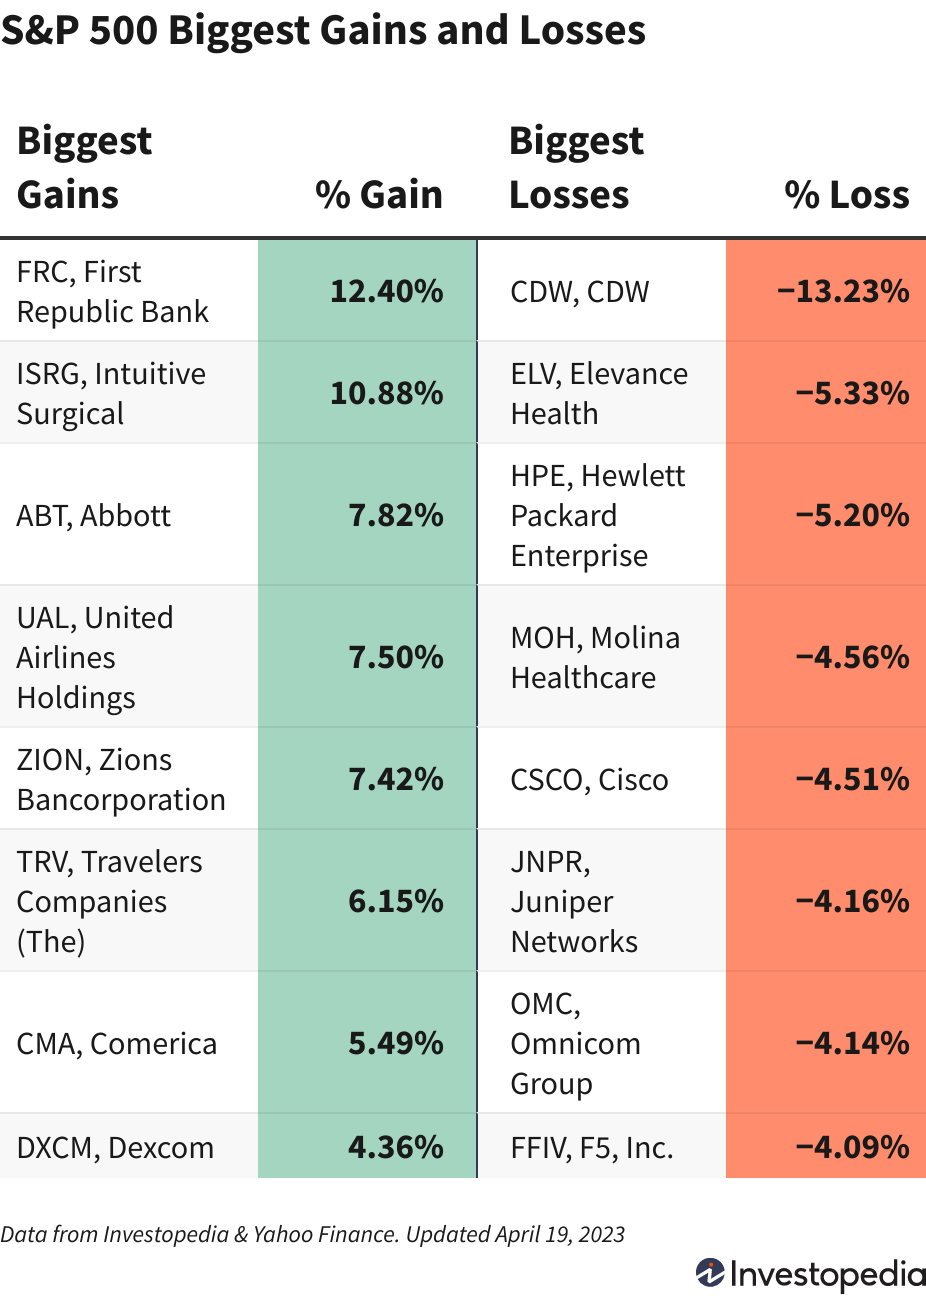 S&P 500 Biggest Gains and Losses
Biggest
Gains
% Gain
Biggest
Losses
% Loss
FRC, First
Republic Bank
12.40%
CDW, CDW
−13.23%
ISRG, Intuitive
Surgical
10.88%
ELV, Elevance
Health
−5.33%
ABT, Abbott
7.82%
HPE, Hewlett
Packard
Enterprise
−5.20%
UAL, United
Airlines
Holdings
7.50%
MOH, Molina
Healthcare
−4.56%
ZION, Zions
Bancorporation
7.42%
CSCO, Cisco
−4.51%
TRV, Travelers
Companies
(The)
6.15%
JNPR,
Juniper
Networks
−4.16%
CMA, Comerica
5.49%
OMC,
Omnicom
Group
−4.14%
DXCM, Dexcom
4.36%
FFIV, F5, Inc.
−4.09%
Data from Investopedia & Yahoo Finance. Updated April 19, 2023
Investopedia